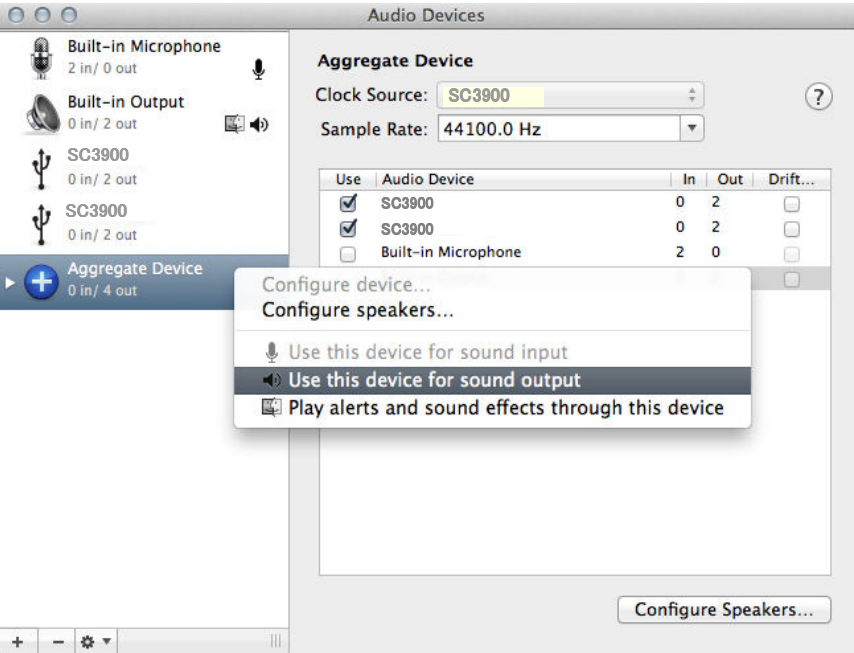 Audio Devices
Built-in Microphone
2 in/ 0 out
Built-in Output
0 in/ 2 out
SC3900
0 in/ 2 out
SC3900
0 in/ 2 out
Aggregate Device
0 in/ 4 out
Aggregate Device
Clock Source: SC3900
?
Sample Rate: 44100.0 Hz
Use Audio Device In Out Drift...
SC3900 0 2
SC3900 0 2
Built-in Microphone 2 0
Configure device...
Configure speakers...
Use this device for sound input
Use this device for sound output
Play alerts and sound effects through this device
Configure Speakers...